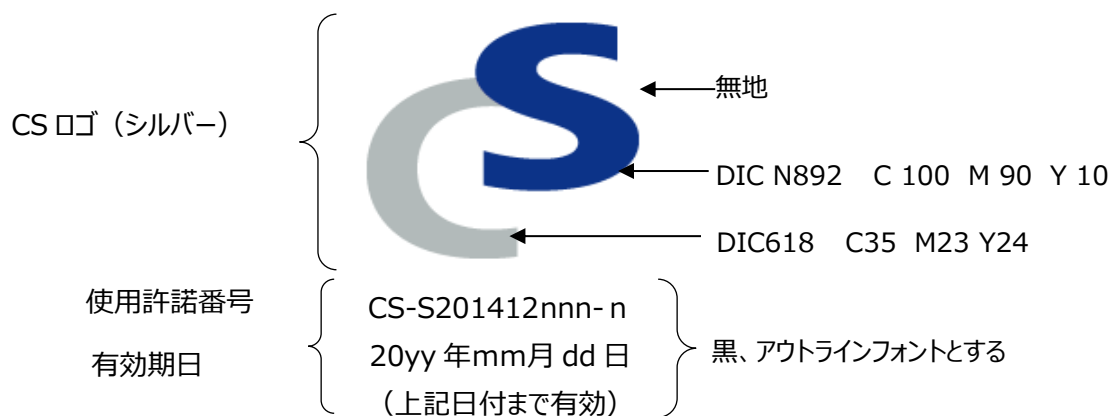 CS
無地
CS ロゴ（シルバー）
DIC N892 C 100 M 90 Y 10
DIC618 C35 M23 Y24
使用許諾番号
CS-S201412nnn- n
有効期日
20yy 年mm月 dd 日
黒、アウトラインフォントとする
（上記日付まで有効）